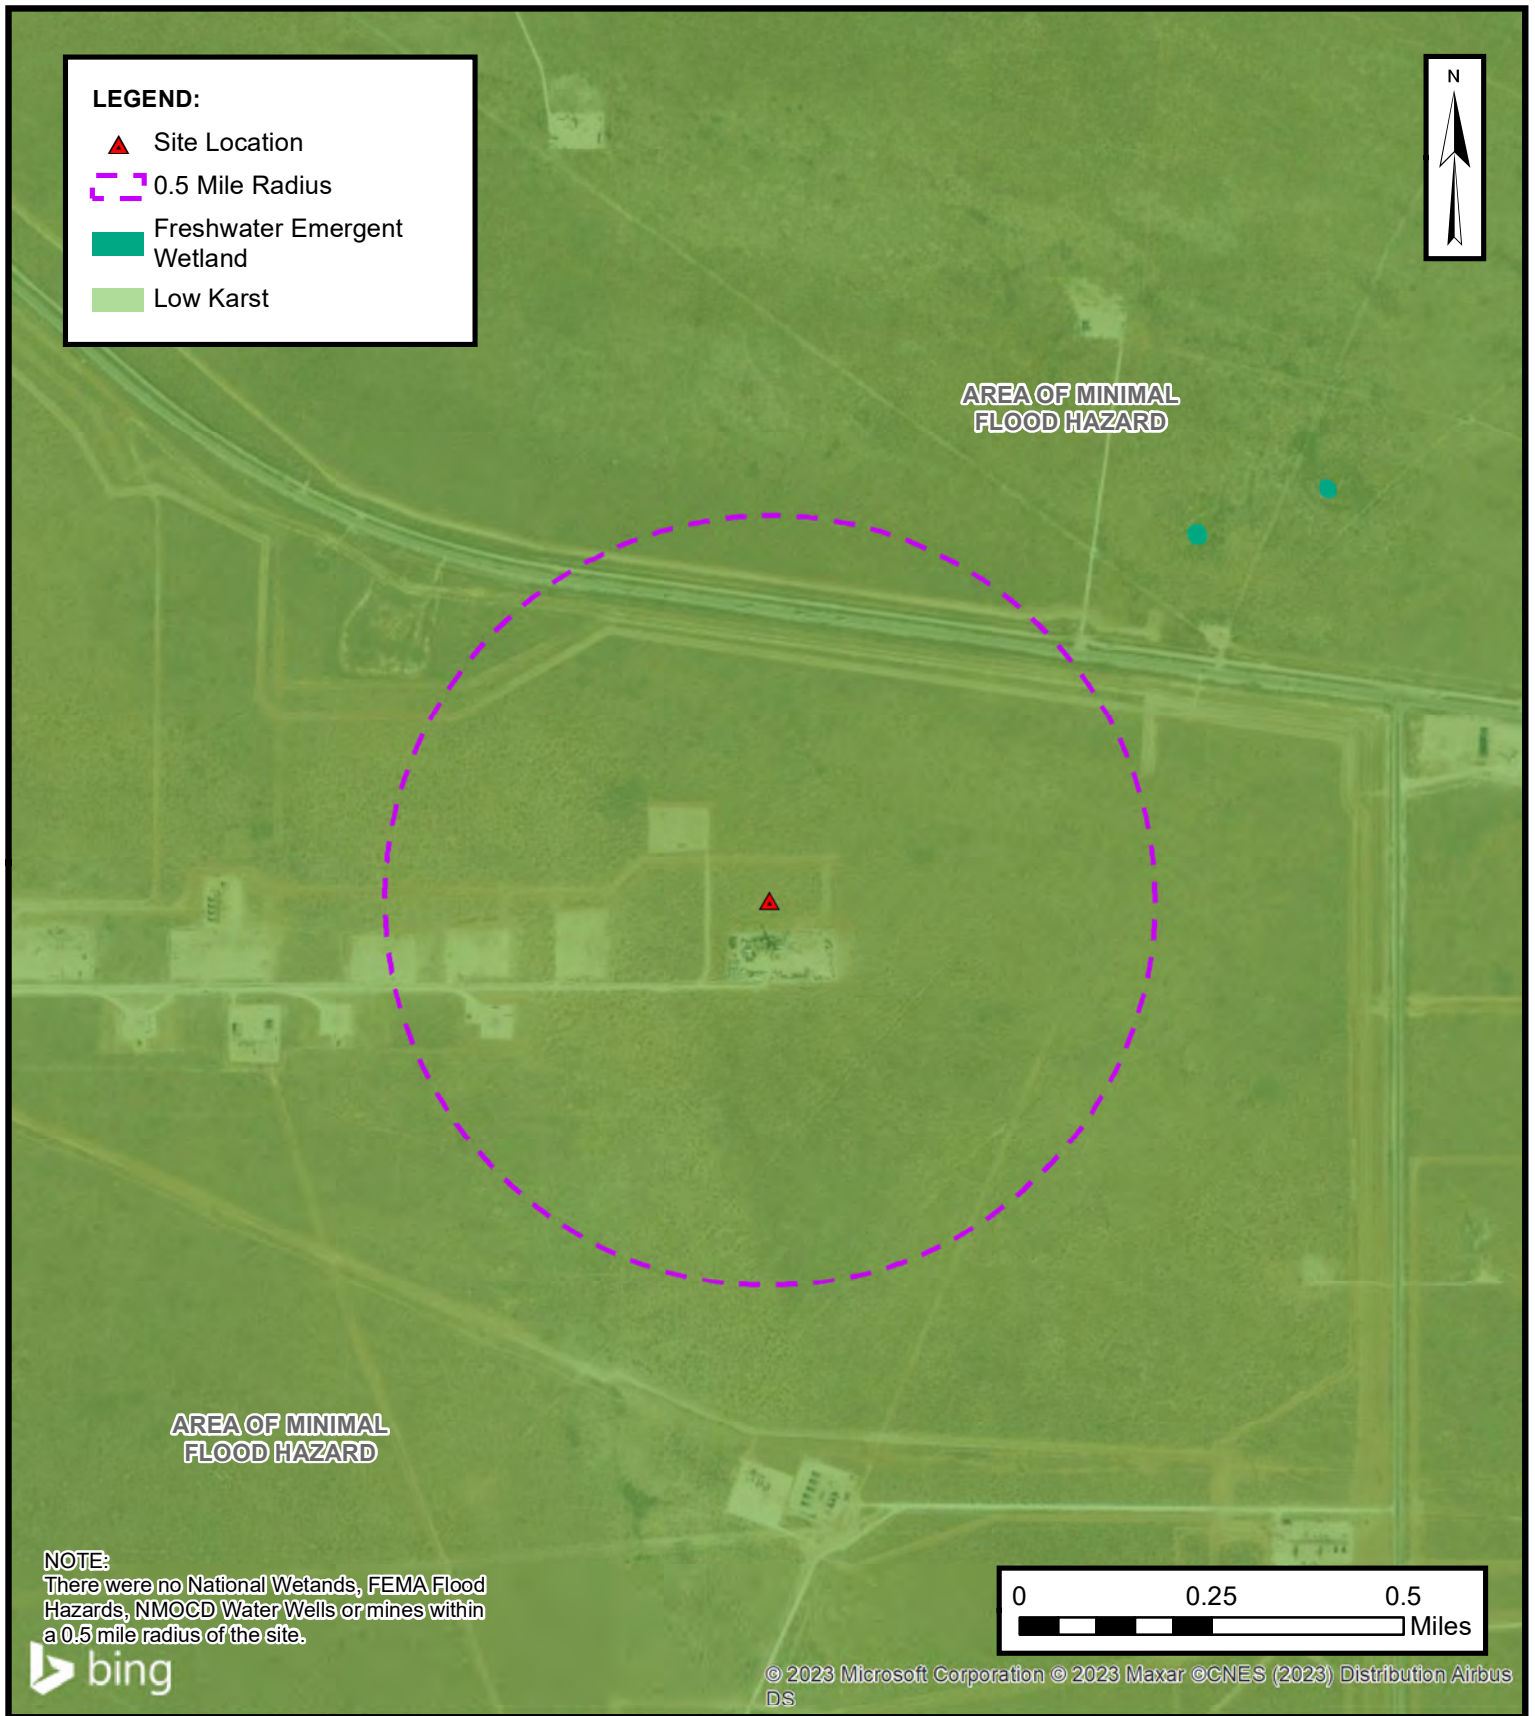 LEGEND:
Site Location
0.5 Mile Radius
Freshwater Emergent
Wetland
Low Karst
N
AREA OF MINIMAL
FLOOD HAZARD
AREA OF MINIMAL
FLOOD HAZARD
NOTE:
There were no National Wetands, FEMA Flood
Hazards, NMOCD Water Wells or mines within
a 0.5 mile radius of the site.
bing
0 0.25 0.5
Miles
© 2023 Microsoft Corporation © 2023 Maxar ©CNES (2023) Distribution Airbus
DS